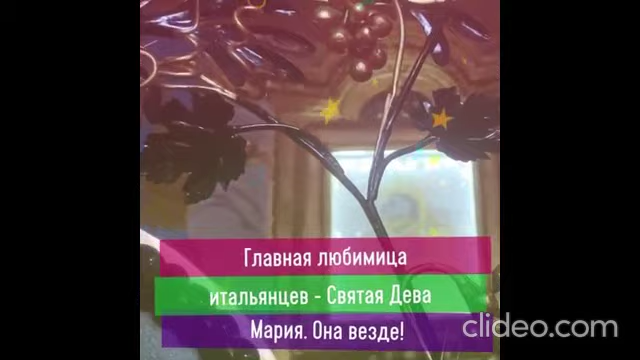 Главная любимица
итальянцев - Святая Дева
Мария. Она везде!
clideo.com